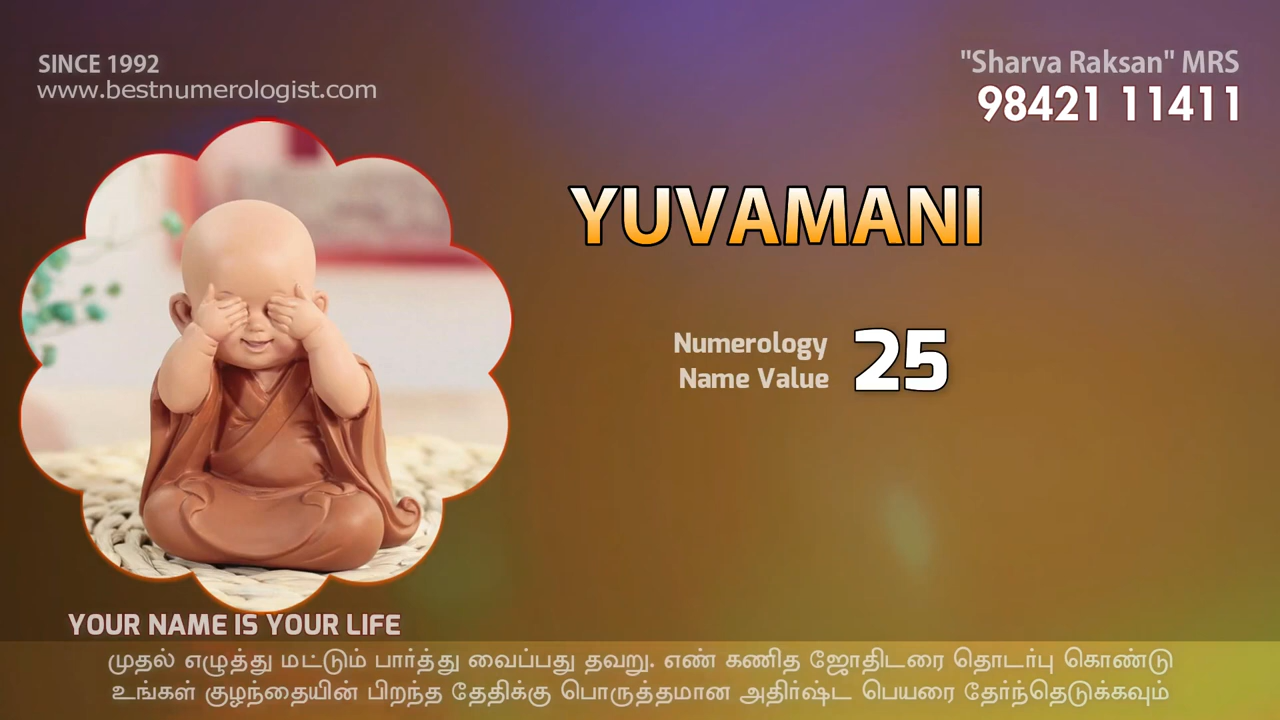 SINCE 1992
www.bestnumerologist.com
"Sharva Raksan" MRS
98421 11411
YUVAMANI
Numerology
Name Value
25
YOUR NAME IS YOUR LIFE
முதல் எழுத்து மட்டும் பார்த்து வைப்பது தவறு. எண் கணித ஜோதிடரை தொடர்பு கொண்டு
உங்கள் குழந்தையின் பிறந்த தேதிக்கு பொருத்தமான அதிர்ஷ்ட பெயரை தேர்ந்தெடுக்கவும்